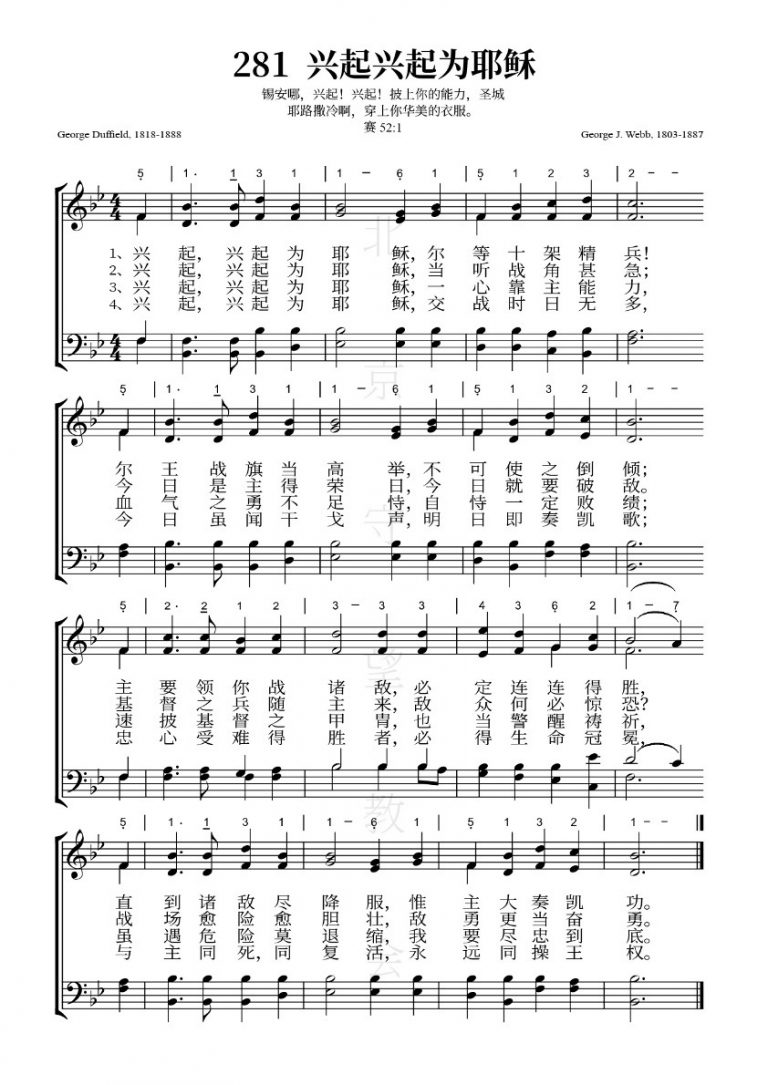 281 兴起兴起为耶稣
锡安哪，兴起！兴起！披上你的能力，圣城
耶路撒冷啊，穿上你华美的衣服。
赛 52:1
George Duffield, 1818-1888
George J. Webb, 1803-1887
5̣ | 1· 1 3 1 | 1 – 6̣ 1 | 5̣ 1 2 3 | 2 – –
1、兴起，兴起为耶稣，尔等十架精兵！
2、兴起，兴起为耶稣，当听战角甚急；
3、兴起，兴起为耶稣，一心靠主能力，
4、兴起，兴起为耶稣，交战时日无多，
5̣ | 1· 1 3 1 | 1 – 6̣ 1 | 5̣ 1 3 2 | 1 – –
尔王战旗当高举，不可使之倒倾；
今日是主得荣日，今日就要破敌。
血气之勇不足恃，自恃一定败绩；
今日虽闻干戈声，明日即奏凯歌；
5̣ | 2· 2 1 2 | 3 – 3 3 | 4 3 6̣ 2 | 1 – 7̣
主要领你战诸敌，必定连连得胜，
基督之兵随主来，敌众何必惊恐？
速披基督之甲胄，也当警醒祷祈，
忠心受难得胜者，必得生命冠冕，
5̣ | 1· 1 3 1 | 1 – 6̣ 1 | 5̣ 1 3 2 | 1 – –
直到诸敌尽降服，惟主大奏凯功。
战场愈险愈胆壮，敌勇更当奋勇。
虽遇危险莫退缩，我要尽忠到底。
与主同死，同复活，永远同操王权。
北京守望教会